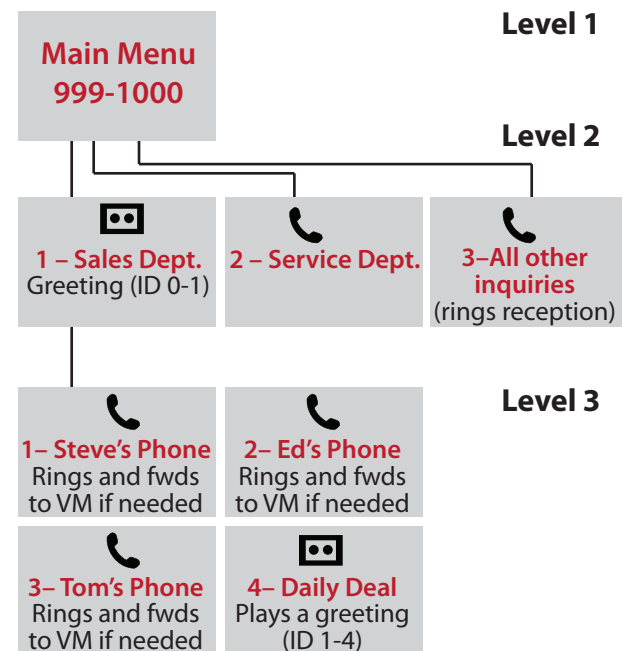 Level 1
Main Menu
999-1000
Level 2
1 – Sales Dept.
Greeting (ID 0-1)
2 – Service Dept.
3–All other
inquiries
(rings reception)
Level 3
1– Steve's Phone
Rings and fwds
to VM if needed
2– Ed's Phone
Rings and fwds
to VM if needed
3– Tom's Phone
Rings and fwds
to VM if needed
4– Daily Deal
Plays a greeting
(ID 1-4)